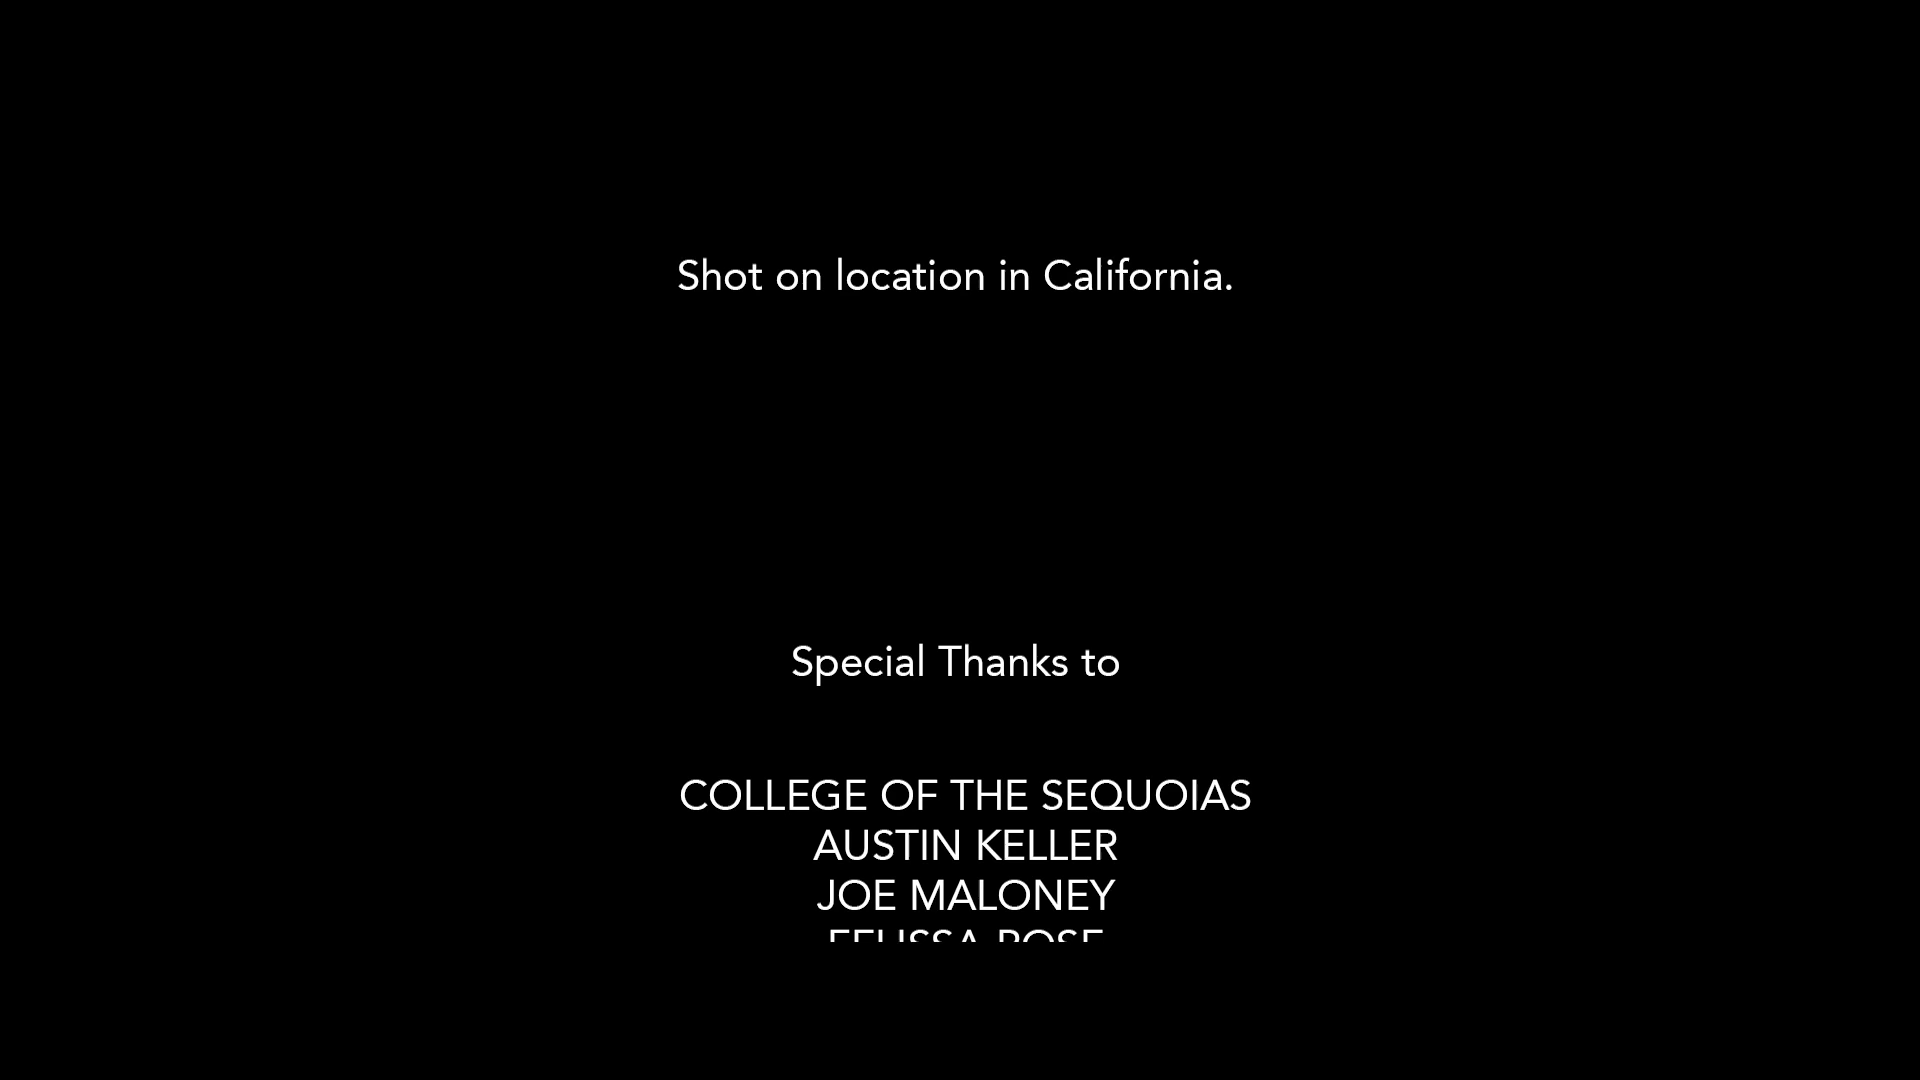 Shot on location in California.
Special Thanks to
COLLEGE OF THE SEQUOIAS
AUSTIN KELLER
JOE MALONEY